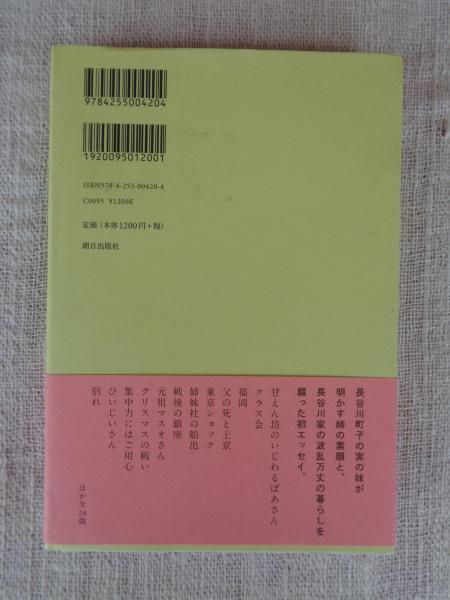 9784255004204
1920095012001
ISBN978-4-255-00420-4
C0095 ¥1200E
定価（本体1200円+税）
朝日出版社
長谷川町子の実の妹が
明かす姉の素顔と、
長谷川家の波乱万丈の暮らしを
綴った初エッセイ。
甘えん坊のいじわるばあさん
クラス会
福岡
父の死と上京
東京ショック
姉妹社の船出
戦後の銀座
元祖マスオさん
クリスマスの戦い
集中力にはご用心
ひいじいさん
別れ
ほか全24篇